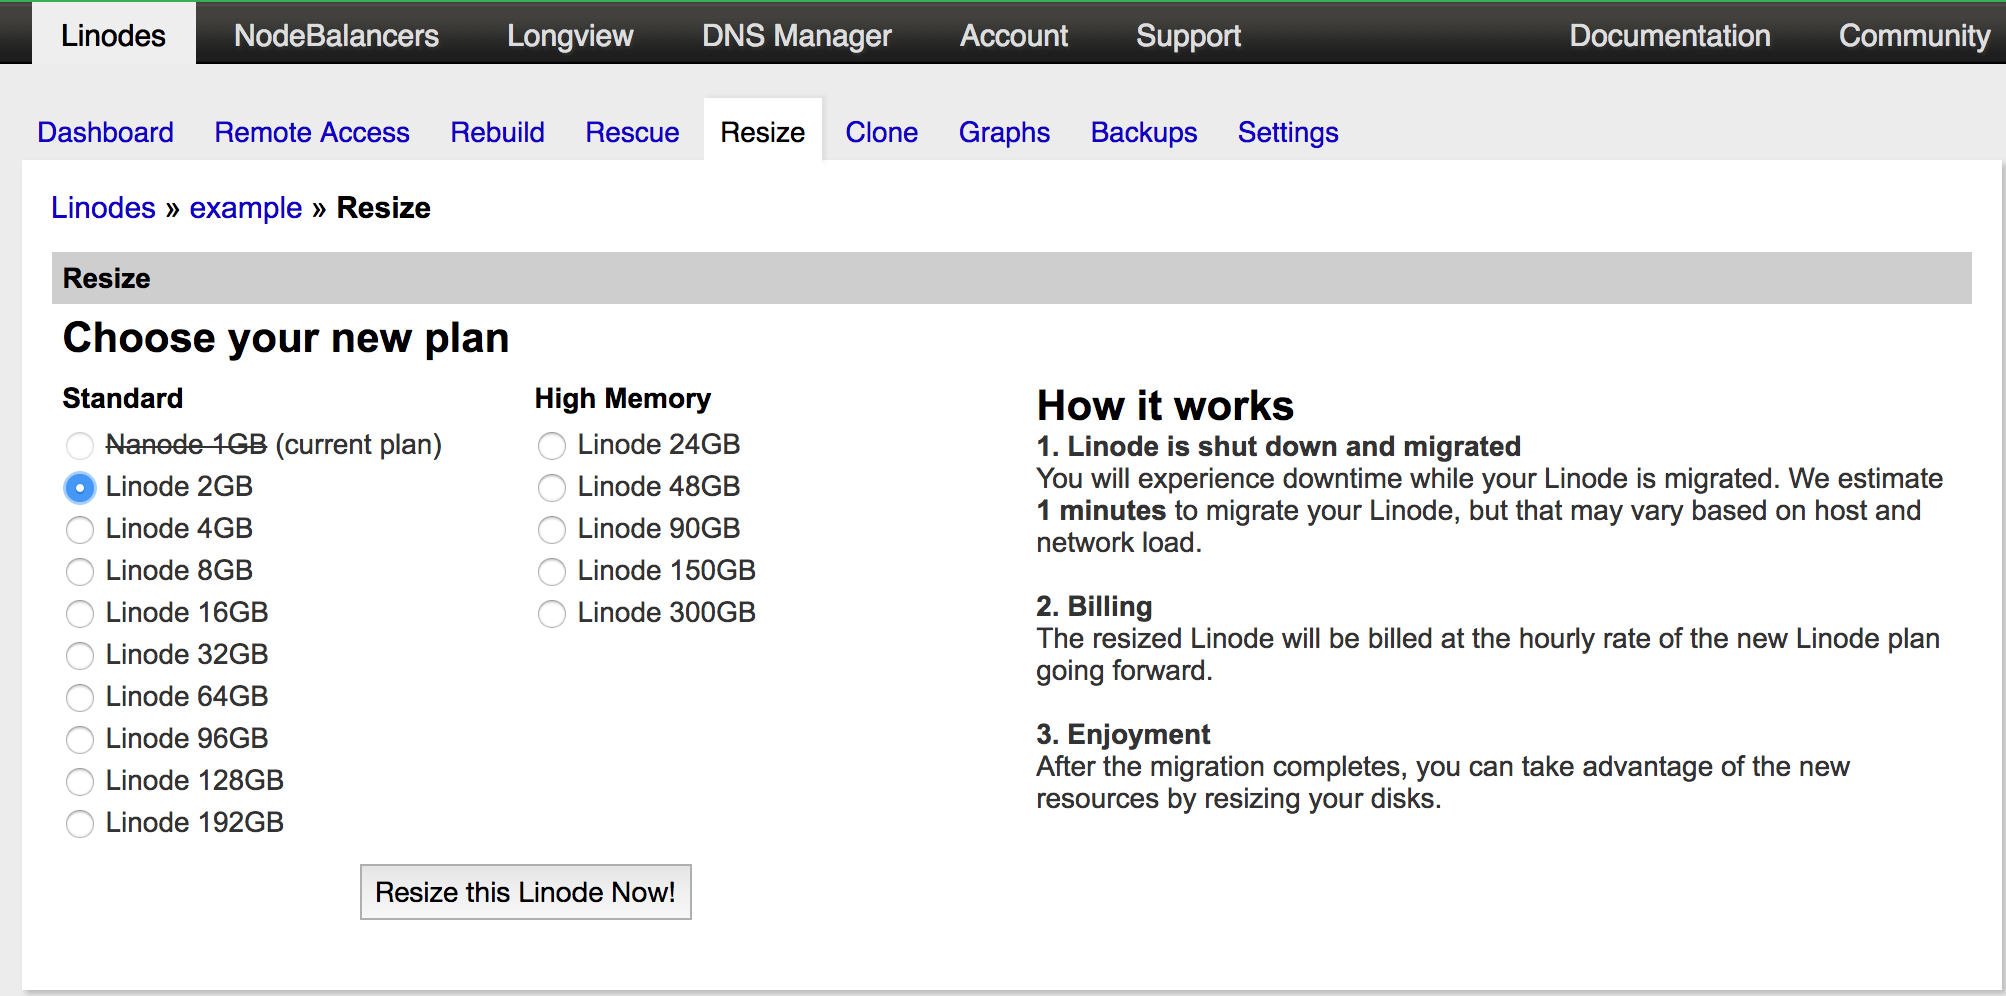 Linodes NodeBalancers Longview DNS Manager Account Support Documentation Community
Dashboard Remote Access Rebuild Rescue Resize Clone Graphs Backups Settings
Linodes » example » Resize
Resize
Choose your new plan
Standard
Nanode 1GB (current plan)
Linode 2GB
Linode 4GB
Linode 8GB
Linode 16GB
Linode 32GB
Linode 64GB
Linode 96GB
Linode 128GB
Linode 192GB
High Memory
Linode 24GB
Linode 48GB
Linode 90GB
Linode 150GB
Linode 300GB
Resize this Linode Now!
How it works
1. Linode is shut down and migrated
You will experience downtime while your Linode is migrated. We estimate
1 minutes to migrate your Linode, but that may vary based on host and
network load.
2. Billing
The resized Linode will be billed at the hourly rate of the new Linode plan
going forward.
3. Enjoyment
After the migration completes, you can take advantage of the new
resources by resizing your disks.